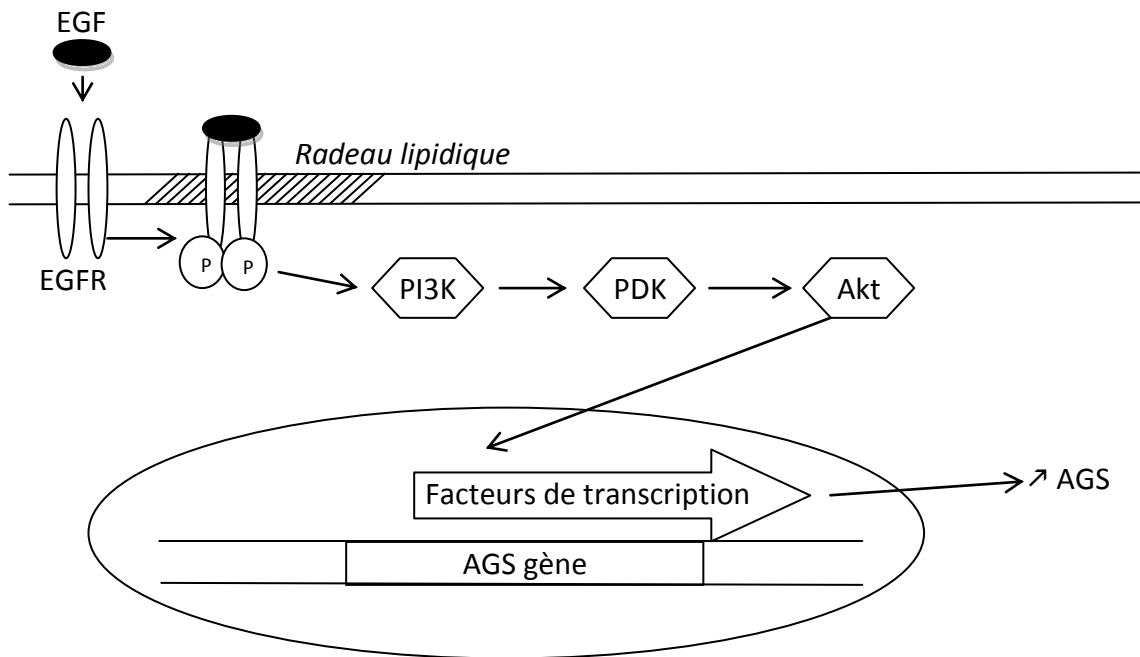 EGF
Radeau lipidique
EGFR
P
P
PI3K
PDK
Akt
Facteurs de transcription
↗ AGS
AGS gène